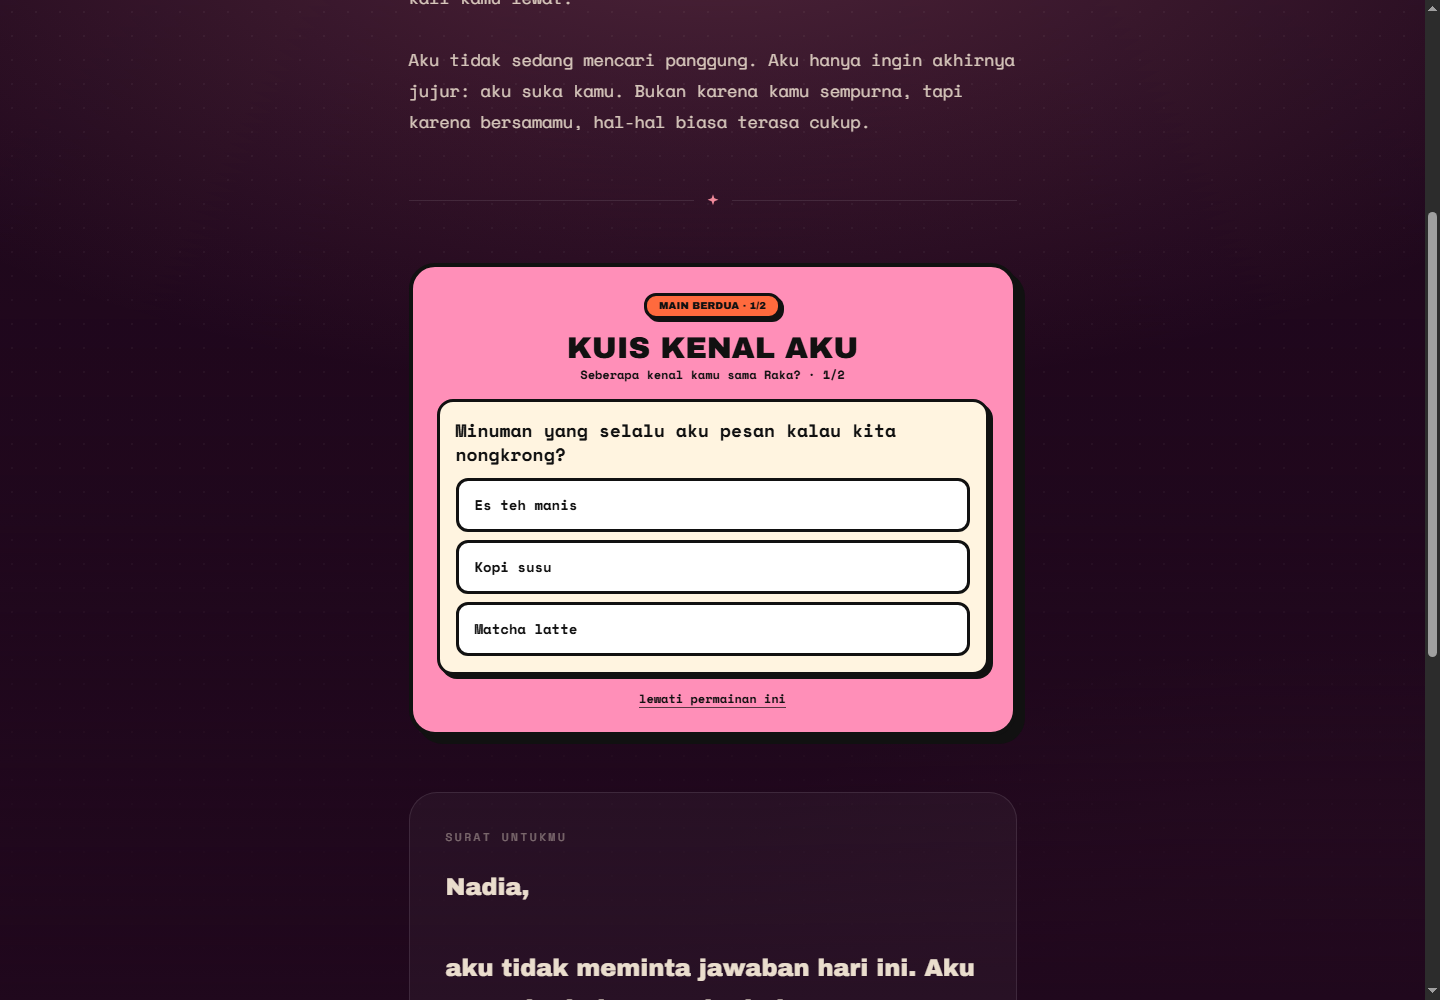 kali kamu lewat.
Aku tidak sedang mencari panggung. Aku hanya ingin akhirnya
jujur: aku suka kamu. Bukan karena kamu sempurna, tapi
karena bersamamu, hal-hal biasa terasa cukup.
MAIN BERDUA · 1/2
KUIS KENAL AKU
Seberapa kenal kamu sama Raka? · 1/2
Minuman yang selalu aku pesan kalau kita
nongkrong?
Es teh manis
Kopi susu
Matcha latte
lewati permainan ini
SURAT UNTUKMU
Nadia,
aku tidak meminta jawaban hari ini. Aku